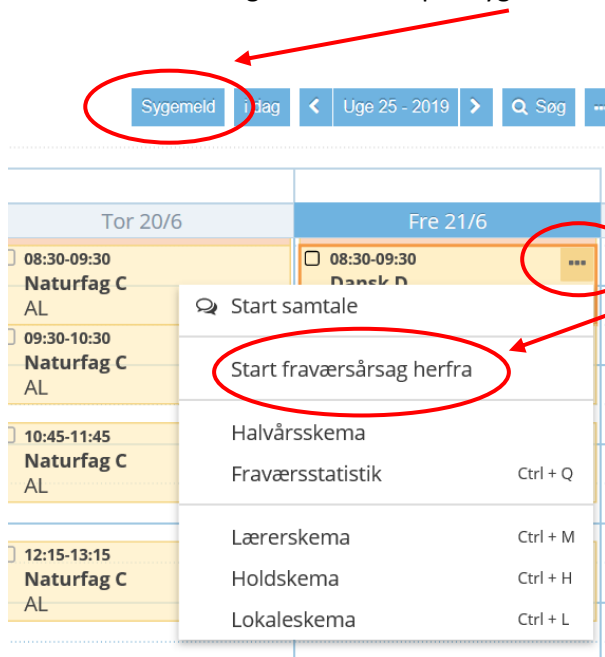 Sygemeld i dag Uge 25 - 2019 Søg
Tor 20/6 Fre 21/6
08:30-09:30
Naturfag C
AL
09:30-10:30
Naturfag C
AL
10:45-11:45
Naturfag C
AL
12:15-13:15
Naturfag C
AL
08:30-09:30
Dansk D
Start samtale
Start fraværsårsag herfra
Halvårsskema
Fraværsstatistik Ctrl + Q
Lærerskema Ctrl + M
Holdskema Ctrl + H
Lokaleskema Ctrl + L